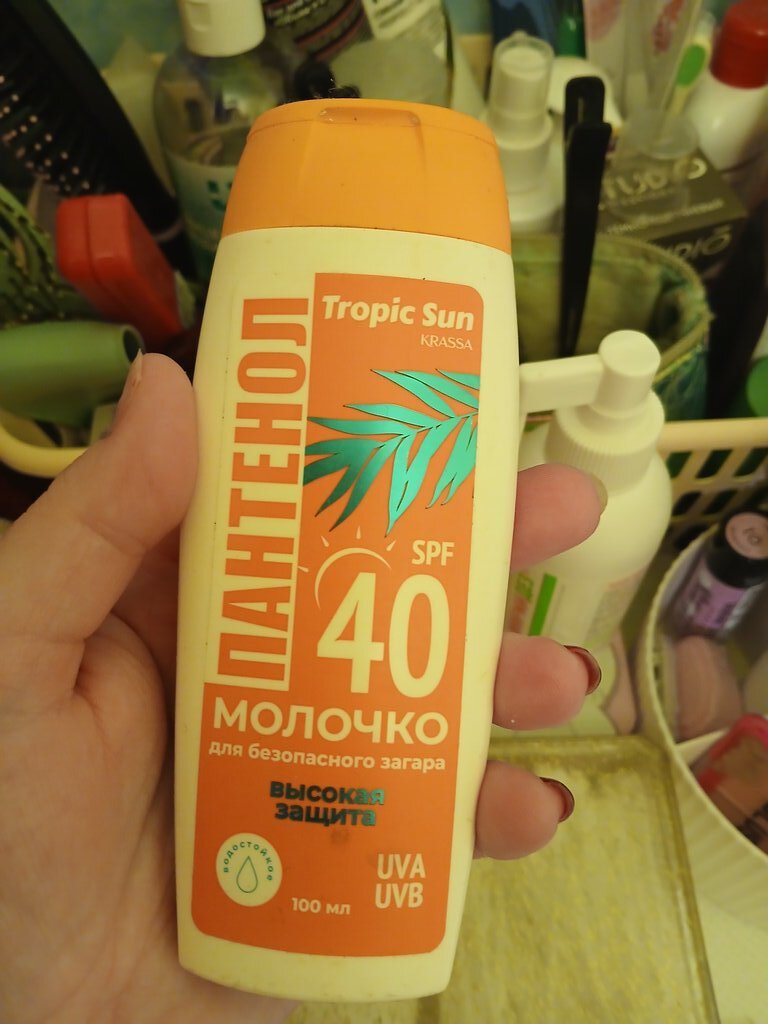 Tropic Sun
KRASSA
ПАНТЕНОЛ
SPF
40
МОЛОЧКО
для безопасного загара
высокая
защита
водостойкое
UVA
UVB
100 мл